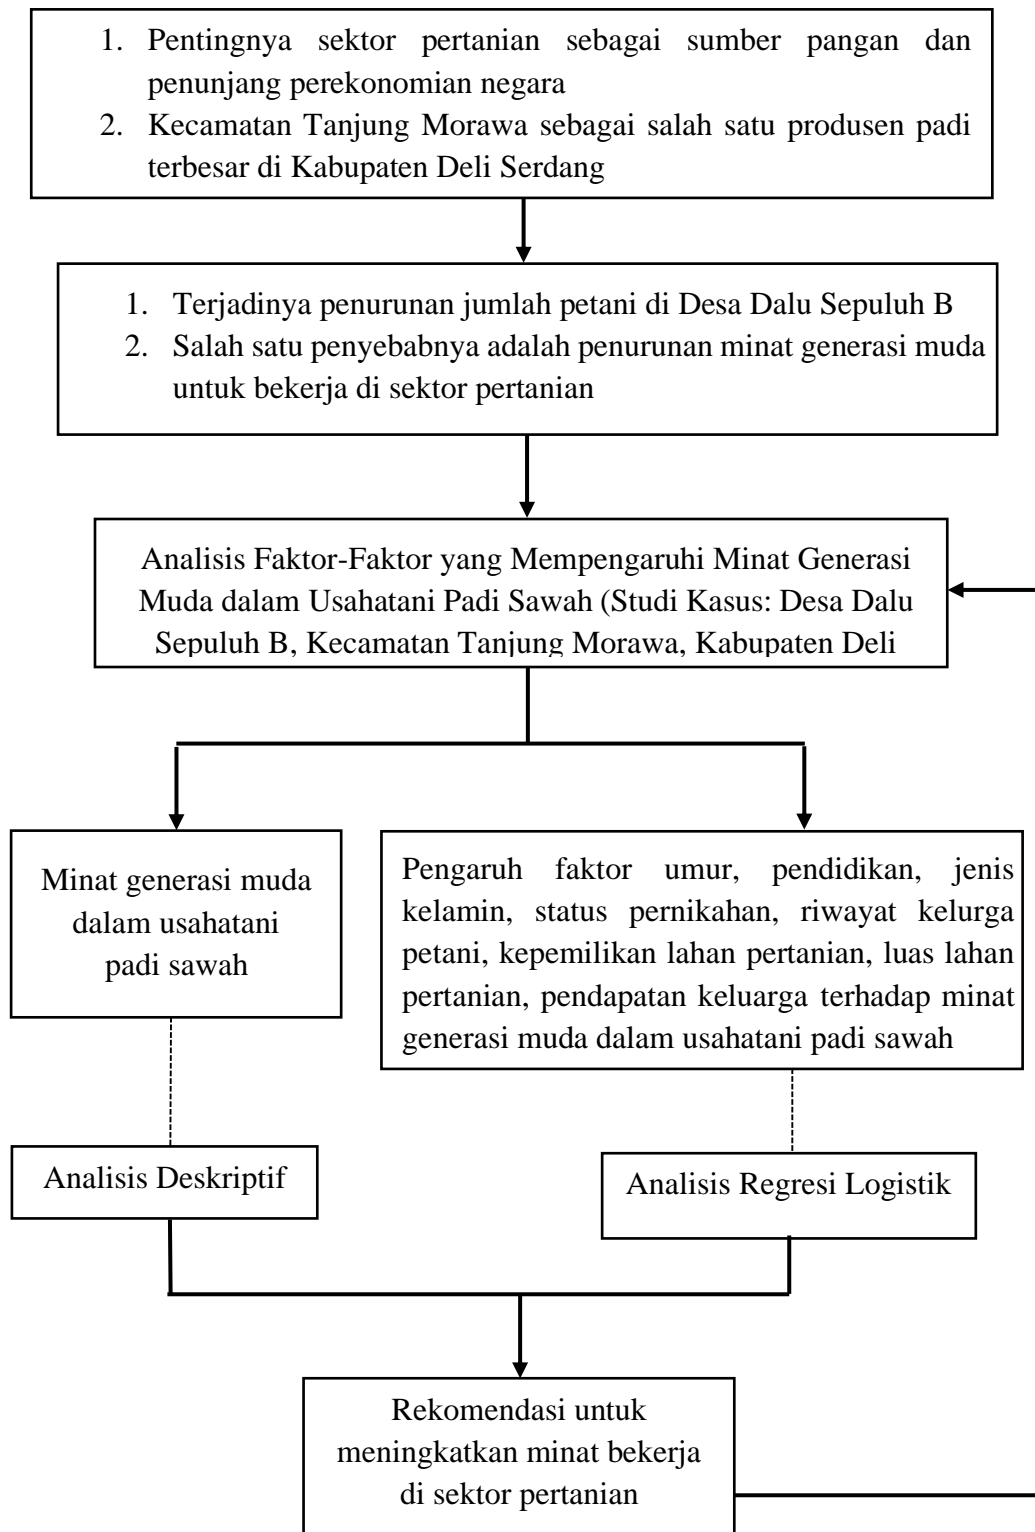 1. Pentingnya sektor pertanian sebagai sumber pangan dan
penunjang perekonomian negara
2. Kecamatan Tanjung Morawa sebagai salah satu produsen padi
terbesar di Kabupaten Deli Serdang
1. Terjadinya penurunan jumlah petani di Desa Dalu Sepuluh B
2. Salah satu penyebabnya adalah penurunan minat generasi muda
untuk bekerja di sektor pertanian
Analisis Faktor-Faktor yang Mempengaruhi Minat Generasi
Muda dalam Usahatani Padi Sawah (Studi Kasus: Desa Dalu
Sepuluh B, Kecamatan Tanjung Morawa, Kabupaten Deli
Minat generasi muda
dalam usahatani
padi sawah
Pengaruh faktor umur, pendidikan, jenis
kelamin, status pernikahan, riwayat kelurga
petani, kepemilikan lahan pertanian, luas lahan
pertanian, pendapatan keluarga terhadap minat
generasi muda dalam usahatani padi sawah
Analisis Deskriptif
Analisis Regresi Logistik
Rekomendasi untuk
meningkatkan minat bekerja
di sektor pertanian